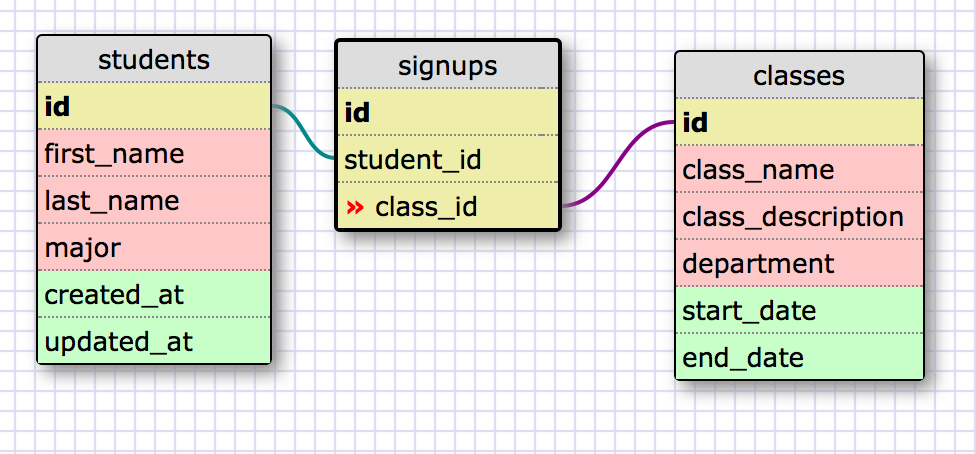 students
id
first_name
last_name
major
created_at
updated_at
signups
id
student_id
» class_id
classes
id
class_name
class_description
department
start_date
end_date